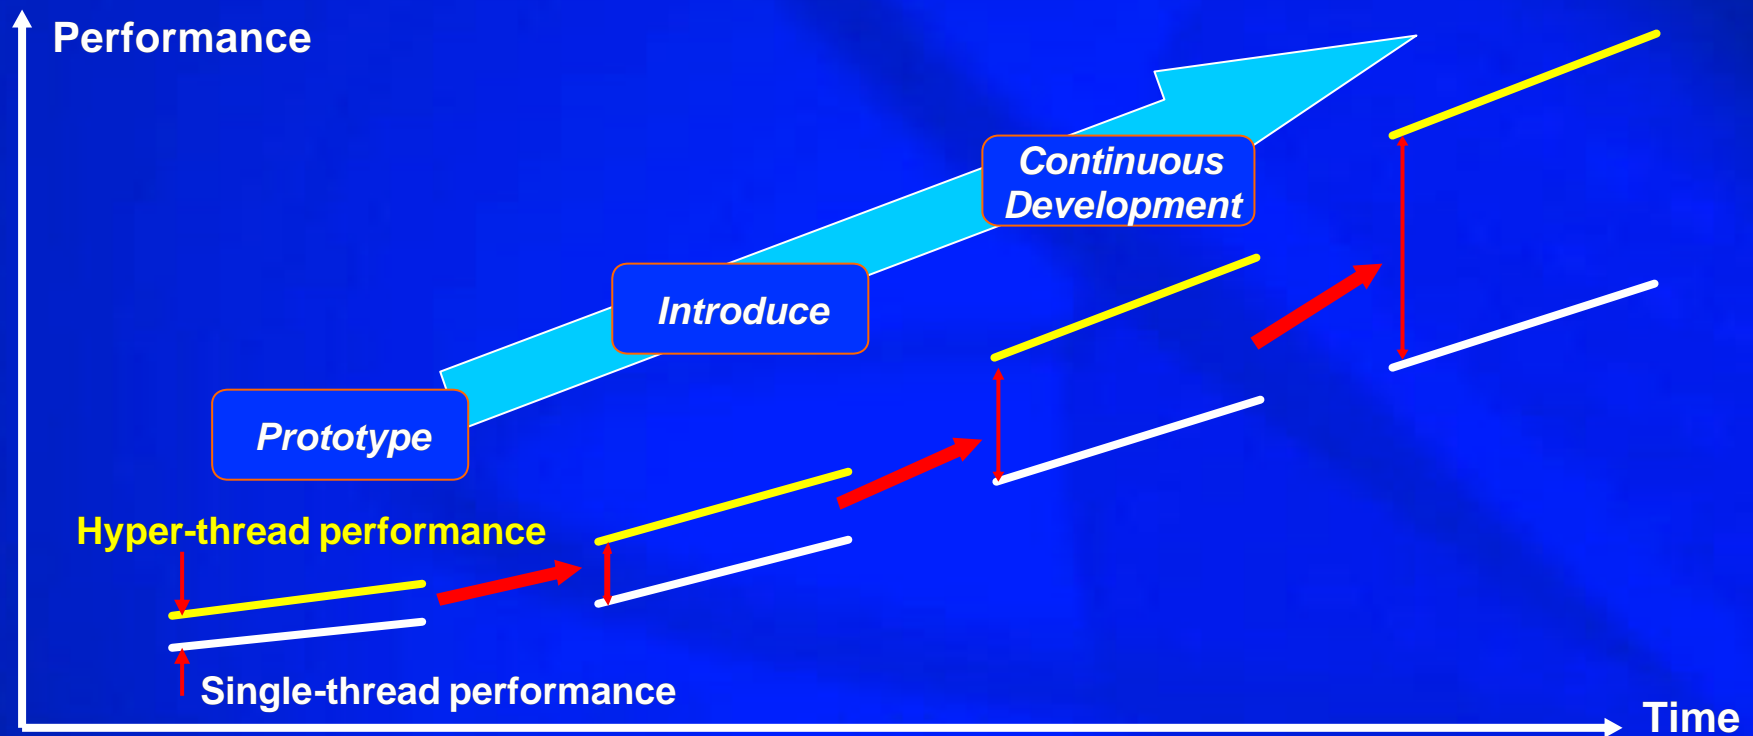 Performance
Continuous
Development
Introduce
Prototype
Hyper-thread performance
Single-thread performance
Time